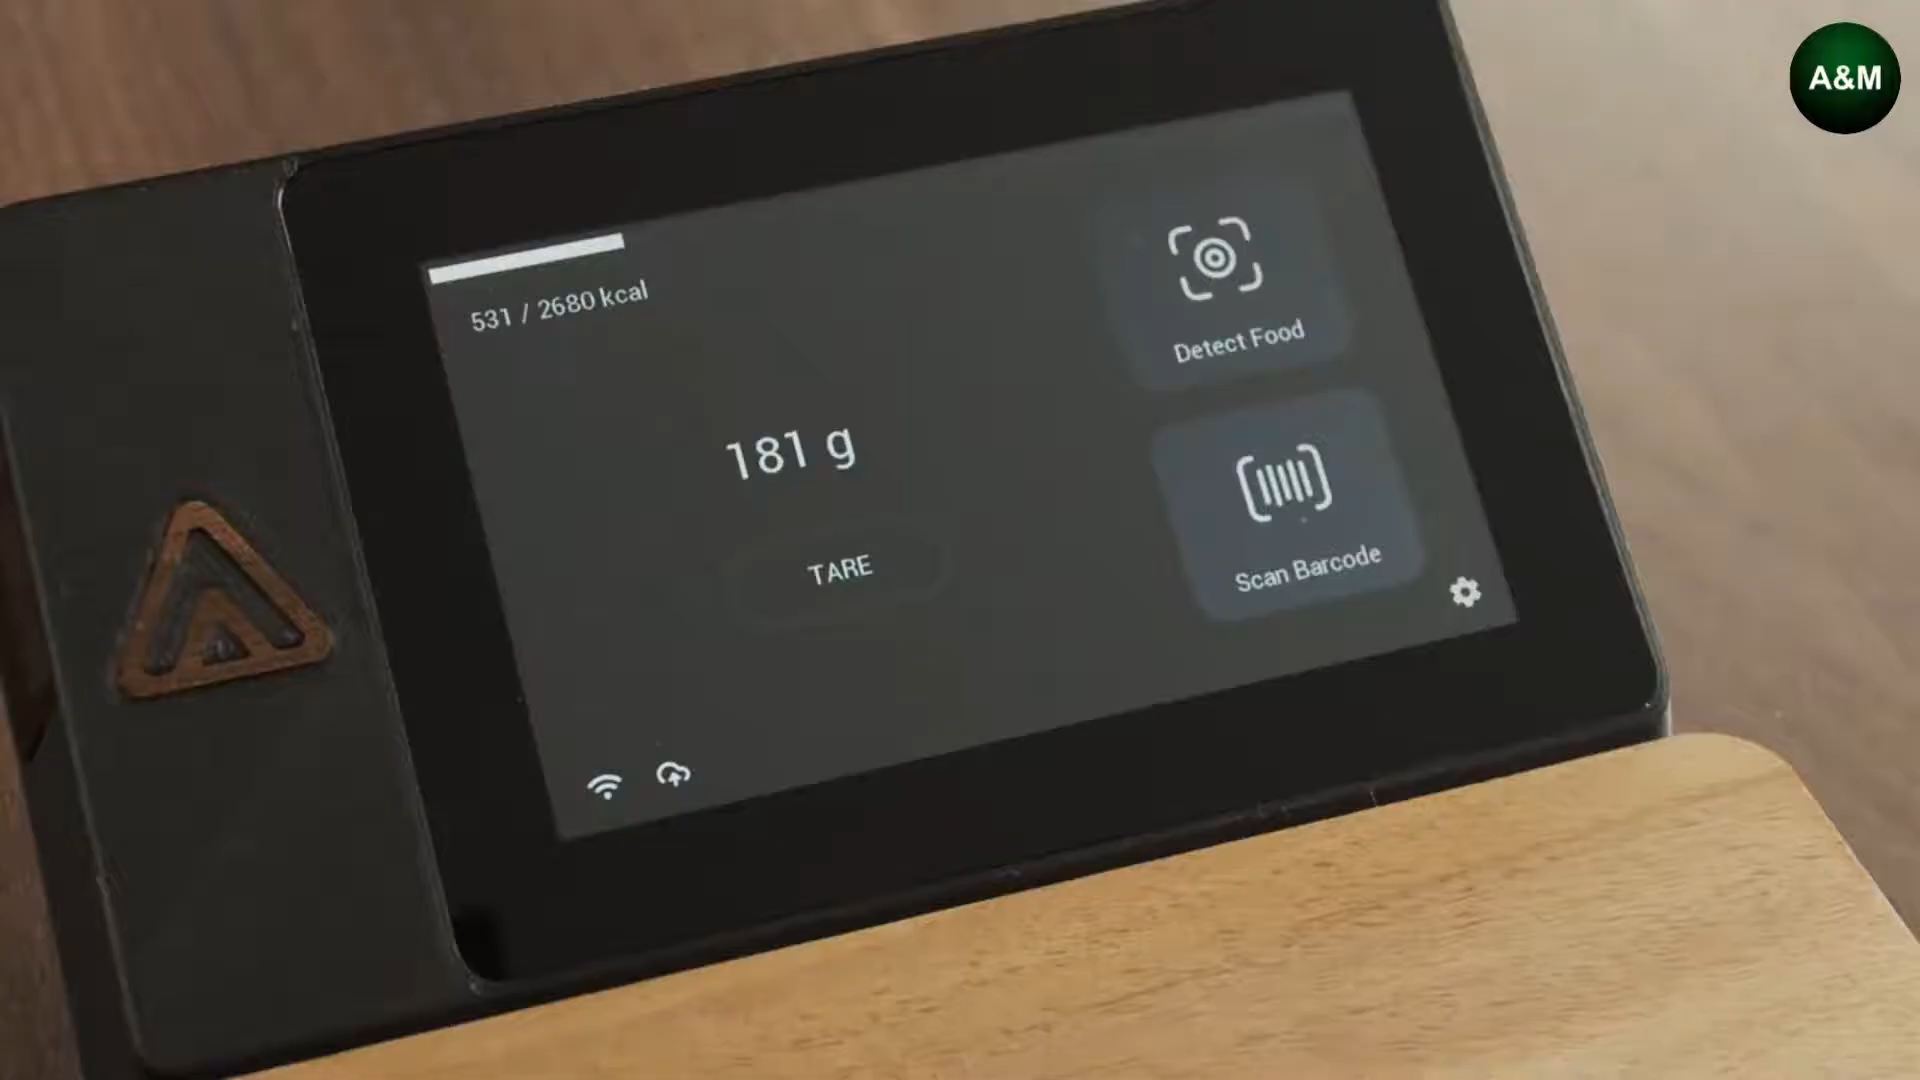 A&M
531 / 2680 kcal
Detect Food
181 g
TARE
Scan Barcode